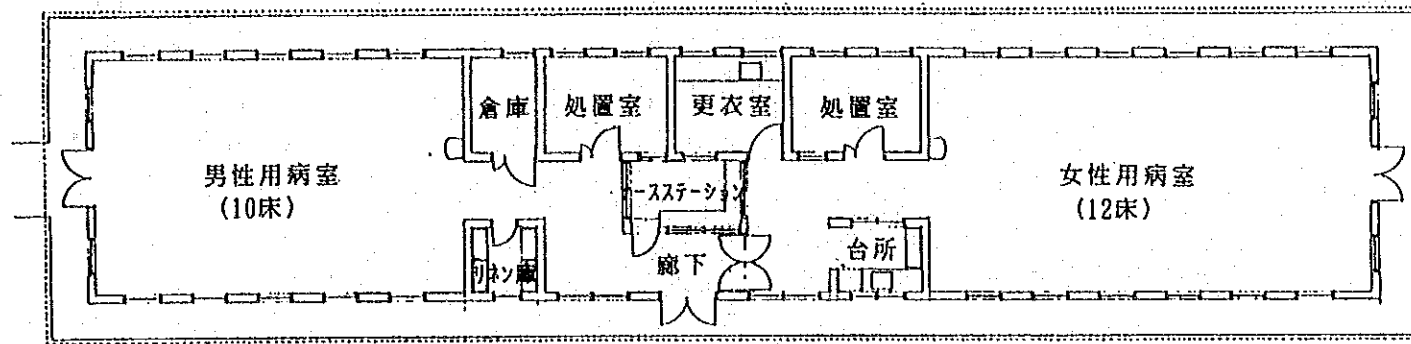 倉庫
処置室
更衣室
処置室
男性用病室
(10床)
ースステーション
女性用病室
(12床)
リネン庫
廊下
台所